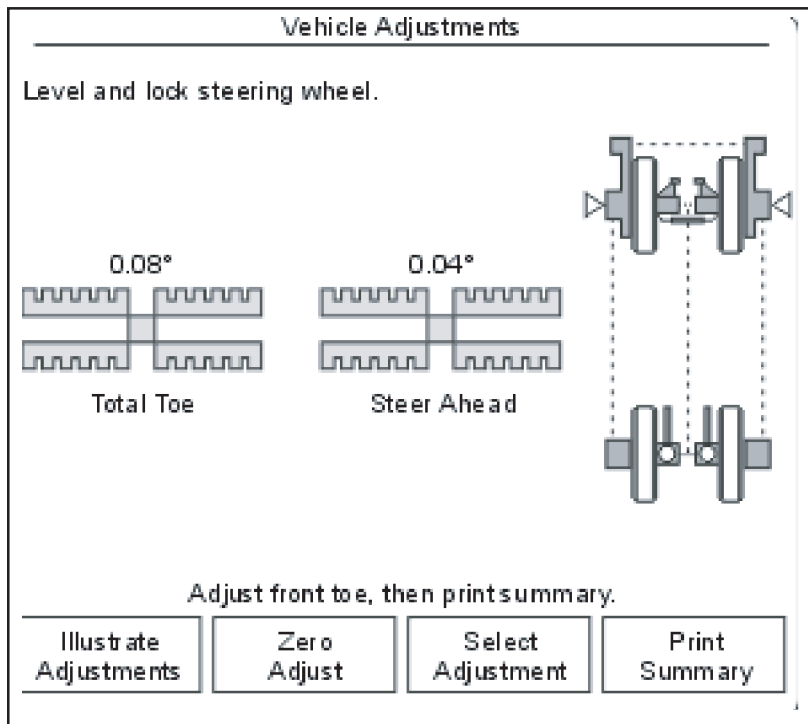 Vehicle Adjustments
Level and lock steering wheel.
0.08°
0.04°
Total Toe
Steer Ahead
Adjust front toe, then print summary.
Illustrate
Adjustments
Zero
Adjust
Select
Adjustment
Print
Summary